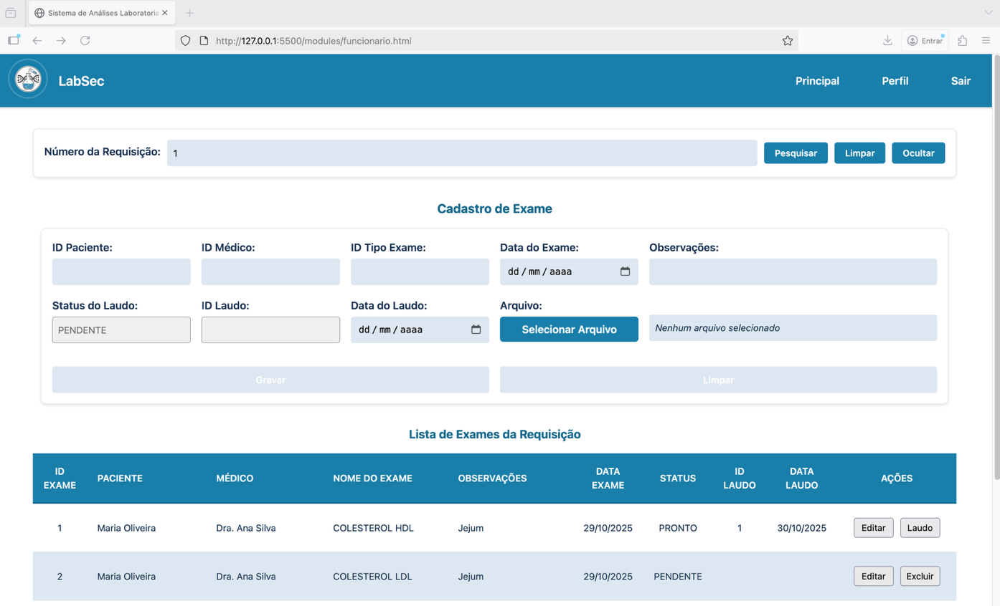 Sistema de Análises Laboratoria
http://127.0.0.1:5500/modules/funcionario.html
Entrar
LabSec
Principal
Perfil
Sair
Número da Requisição:
1
Pesquisar
Limpar
Ocultar
Cadastro de Exame
ID Paciente:
ID Médico:
ID Tipo Exame:
Data do Exame:
Observações:
dd / mm / aaaa
Status do Laudo:
ID Laudo:
Data do Laudo:
Arquivo:
PENDENTE
dd / mm / aaaa
Selecionar Arquivo
Nenhum arquivo selecionado
Gravar
Limpar
Lista de Exames da Requisição
ID EXAME PACIENTE MÉDICO NOME DO EXAME OBSERVAÇÕES DATA EXAME STATUS ID LAUDO DATA LAUDO AÇÕES
1 Maria Oliveira Dra. Ana Silva COLESTEROL HDL Jejum 29/10/2025 PRONTO 1 30/10/2025 Editar Laudo
2 Maria Oliveira Dra. Ana Silva COLESTEROL LDL Jejum 29/10/2025 PENDENTE Editar Excluir